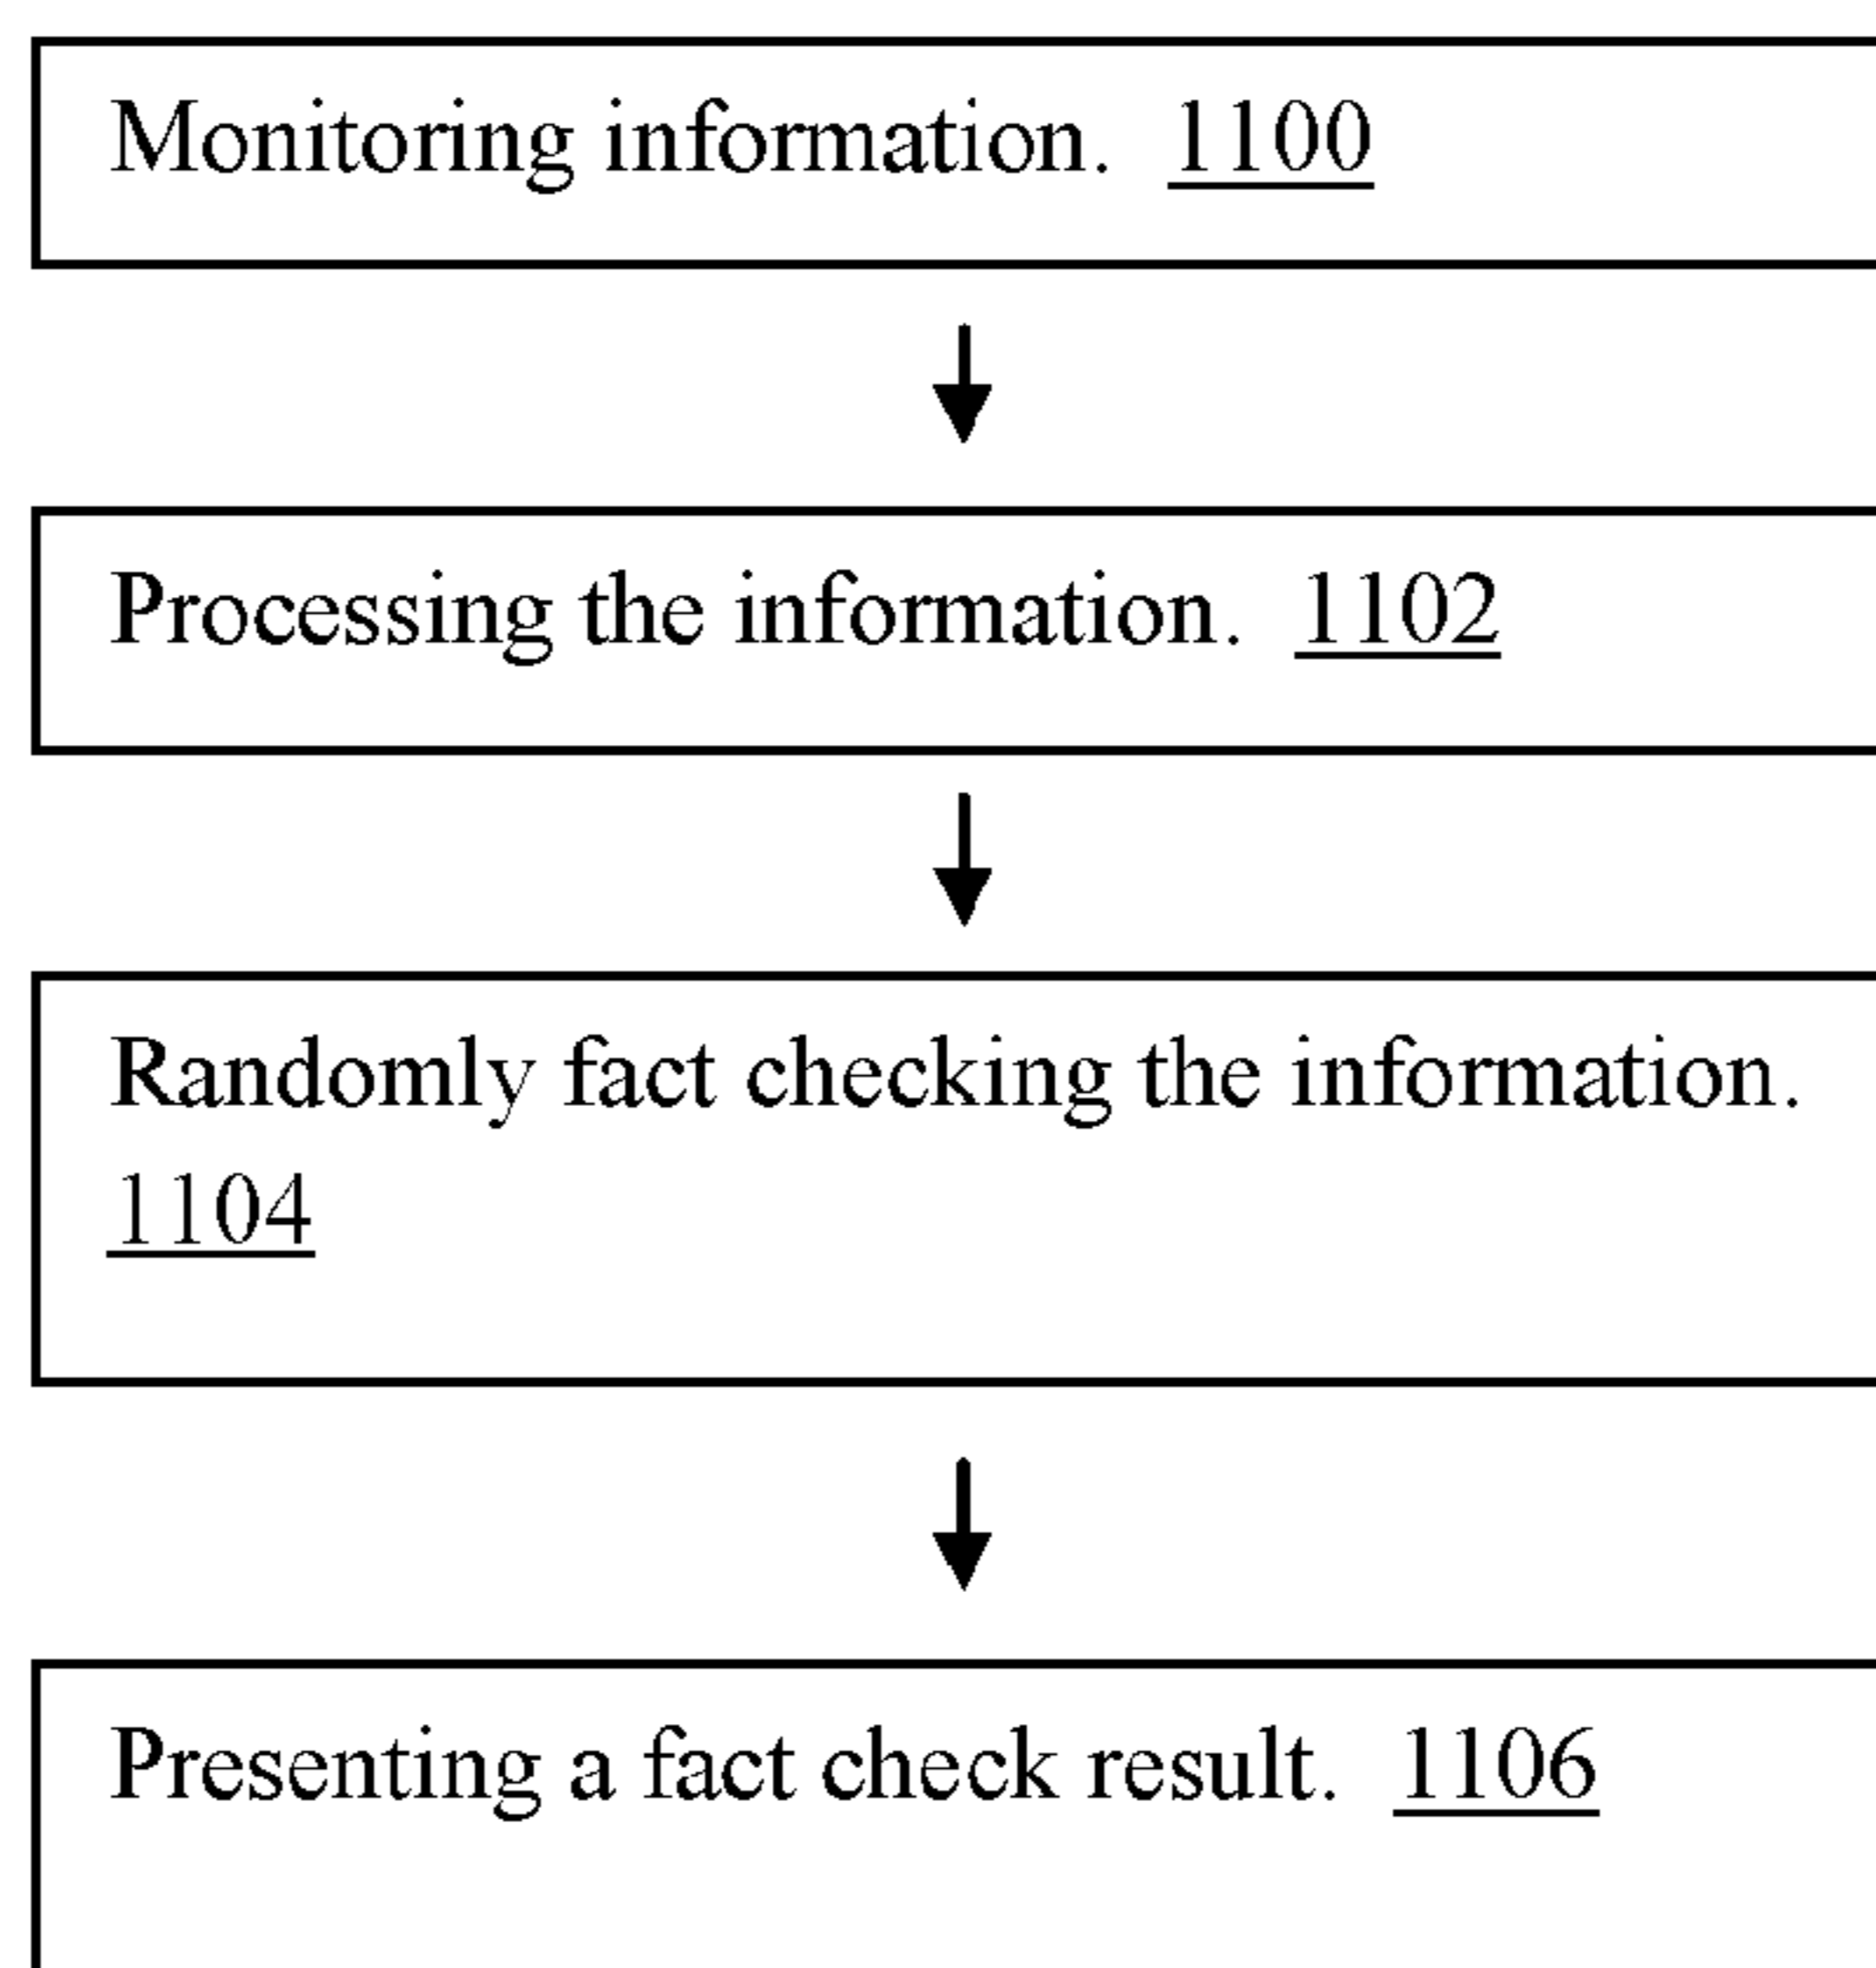 Monitoring information. 1100
Processing the information. 1102
Randomly fact checking the information.
1104
Presenting a fact check result. 1106